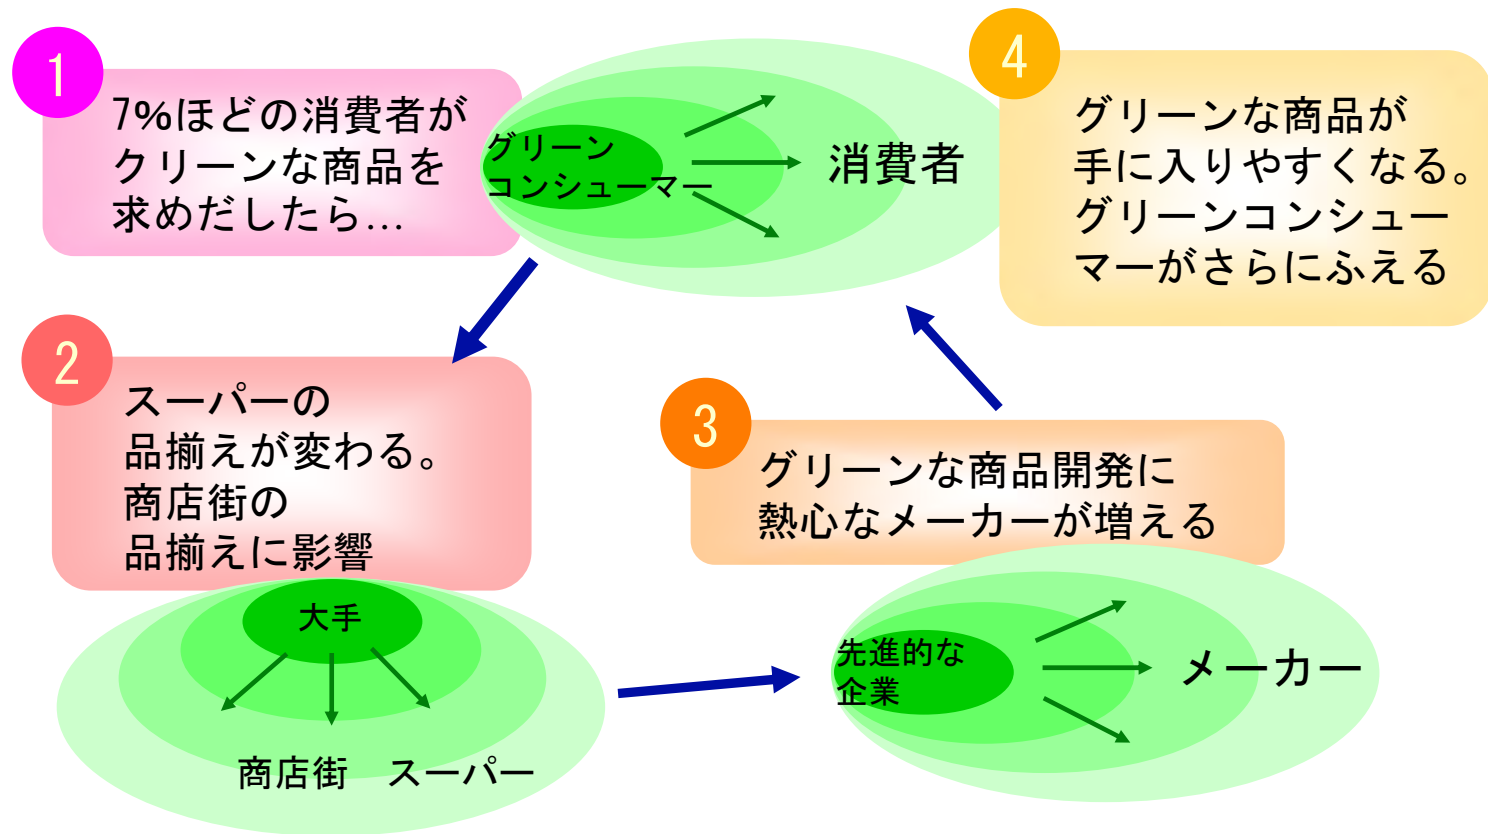 1
7%ほどの消費者が
クリーンな商品を
求めだしたら…
グリーン
コンシューマー
消費者
2
スーパーの
品揃えが変わる。
商店街の
品揃えに影響
大手
商店街　スーパー
3
グリーンな商品開発に
熱心なメーカーが増える
先進的な
企業
メーカー
4
グリーンな商品が
手に入りやすくなる。
グリーンコンシュー
マーがさらにふえる